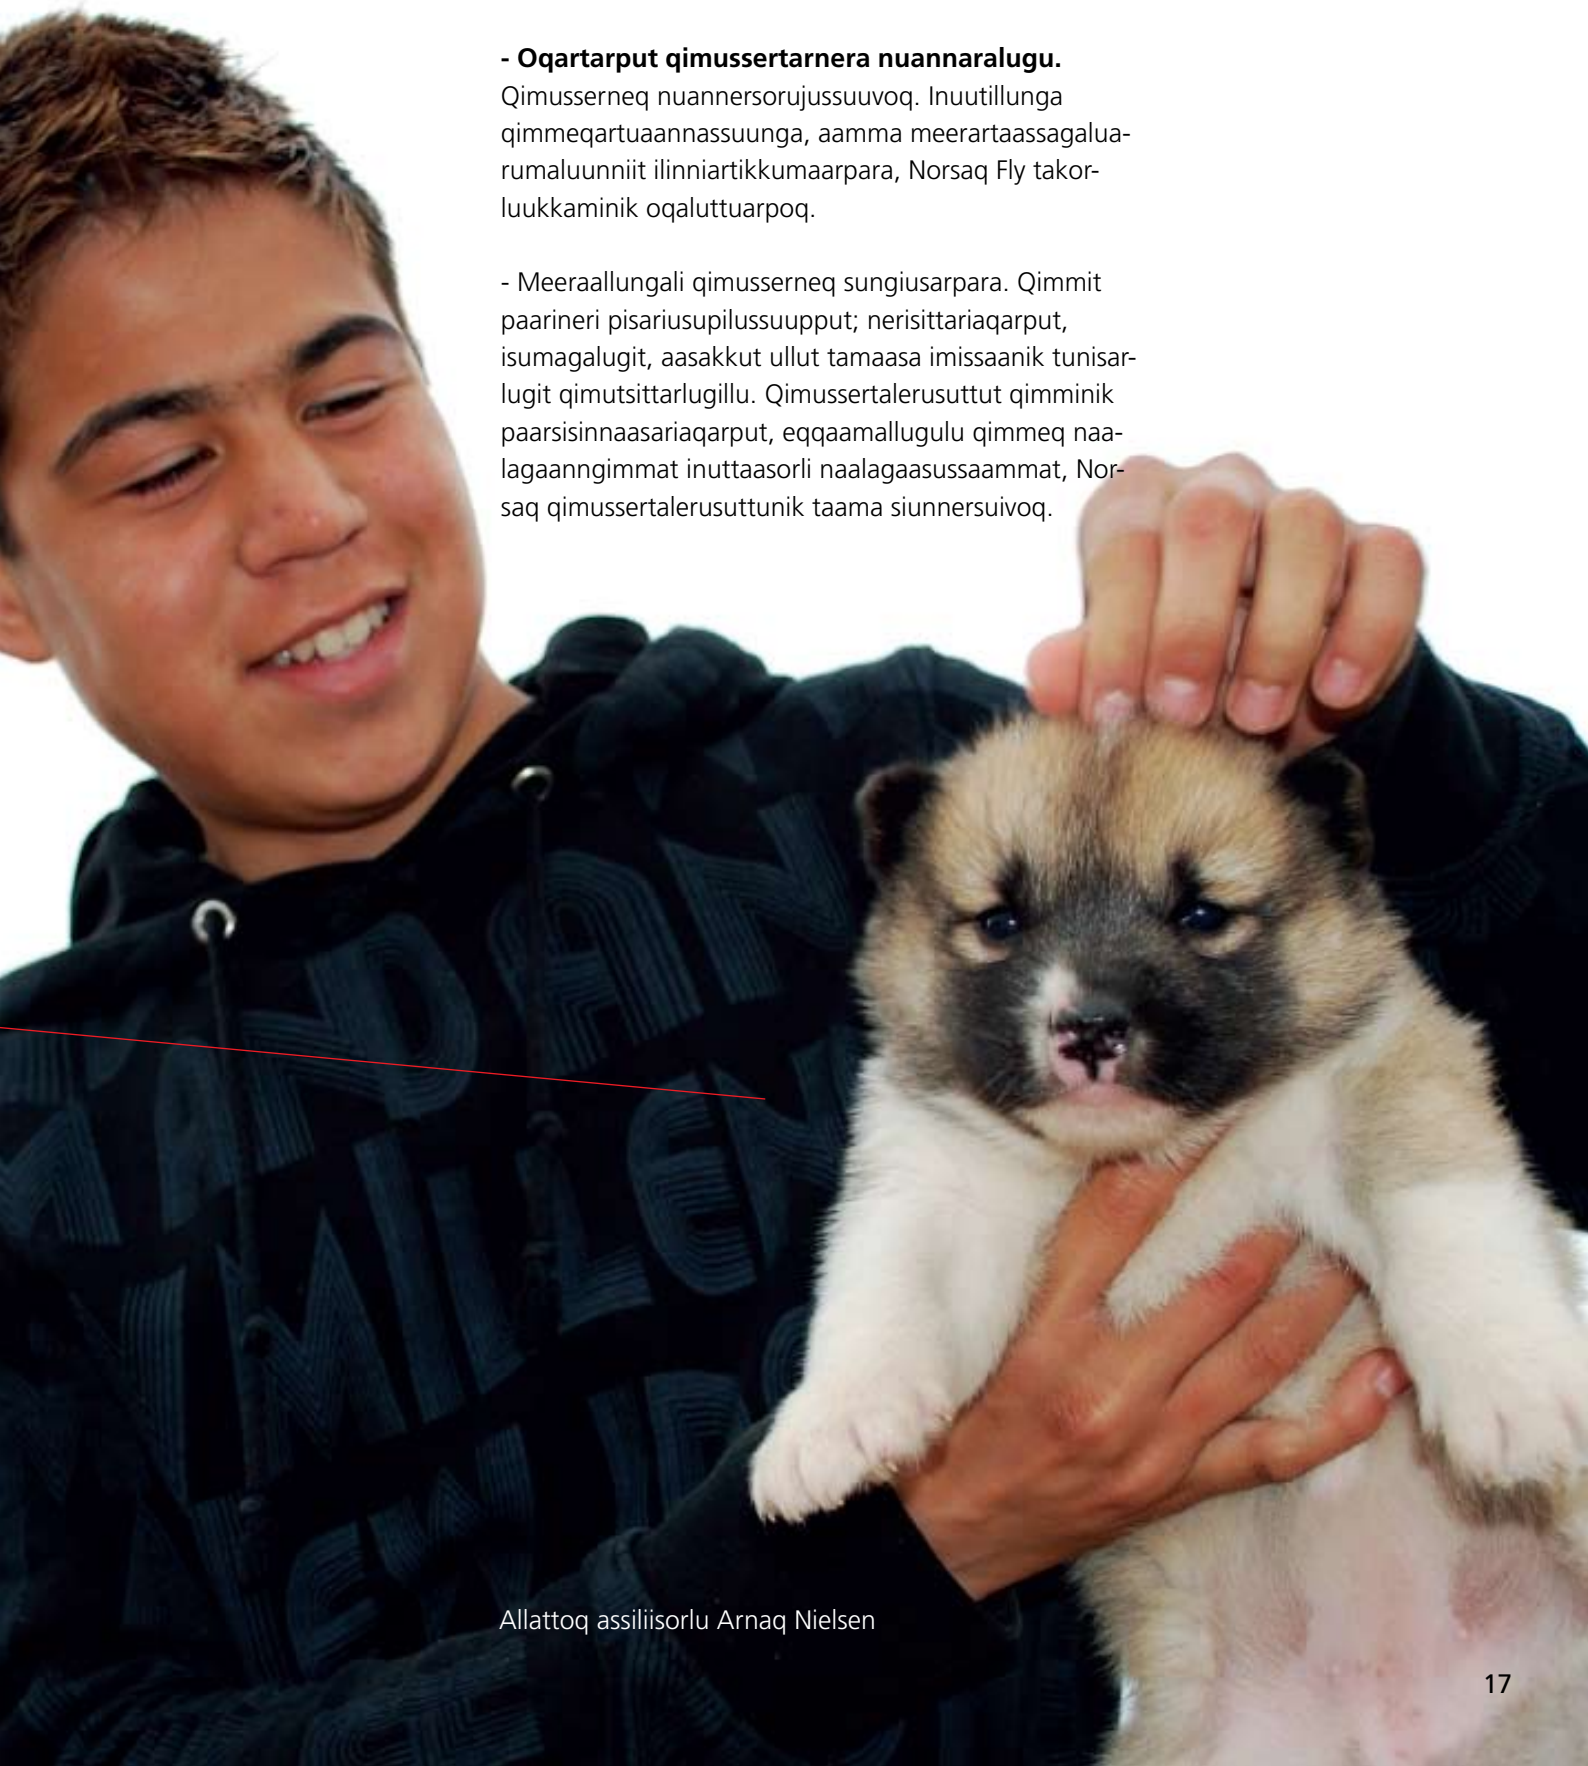 - Oqartarput qimussertarnera nuannaralugu.
Qimusserneq nuannersorujussuuvoq. Inuutillunga
qimmeqartuaannassuunga, aamma meerartaassagalua-
rumaluunniit ilinniartikkumaarpara, Norsaq Fly takor-
luukkaminik oqaluttuarpoq.
- Meeraallungali qimusserneq sungiusarpara. Qimmit
paarineri pisariusupilussuupput; nerisittariaqarput,
isumagalugit, aasakkut ullut tamaasa imissaanik tunisar-
lugit qimutsittarlugillu. Qimussertalerusuttut qimminik
paarsisinnaasariaqarput, eqqaamallugulu qimmeq naa-
lagaanngimmat inuttaasorli naalagaasussaammat, Nor-
saq qimussertalerusuttunik taama siunnersuivoq.
Allattoq assiliisorlu Arnaq Nielsen
17